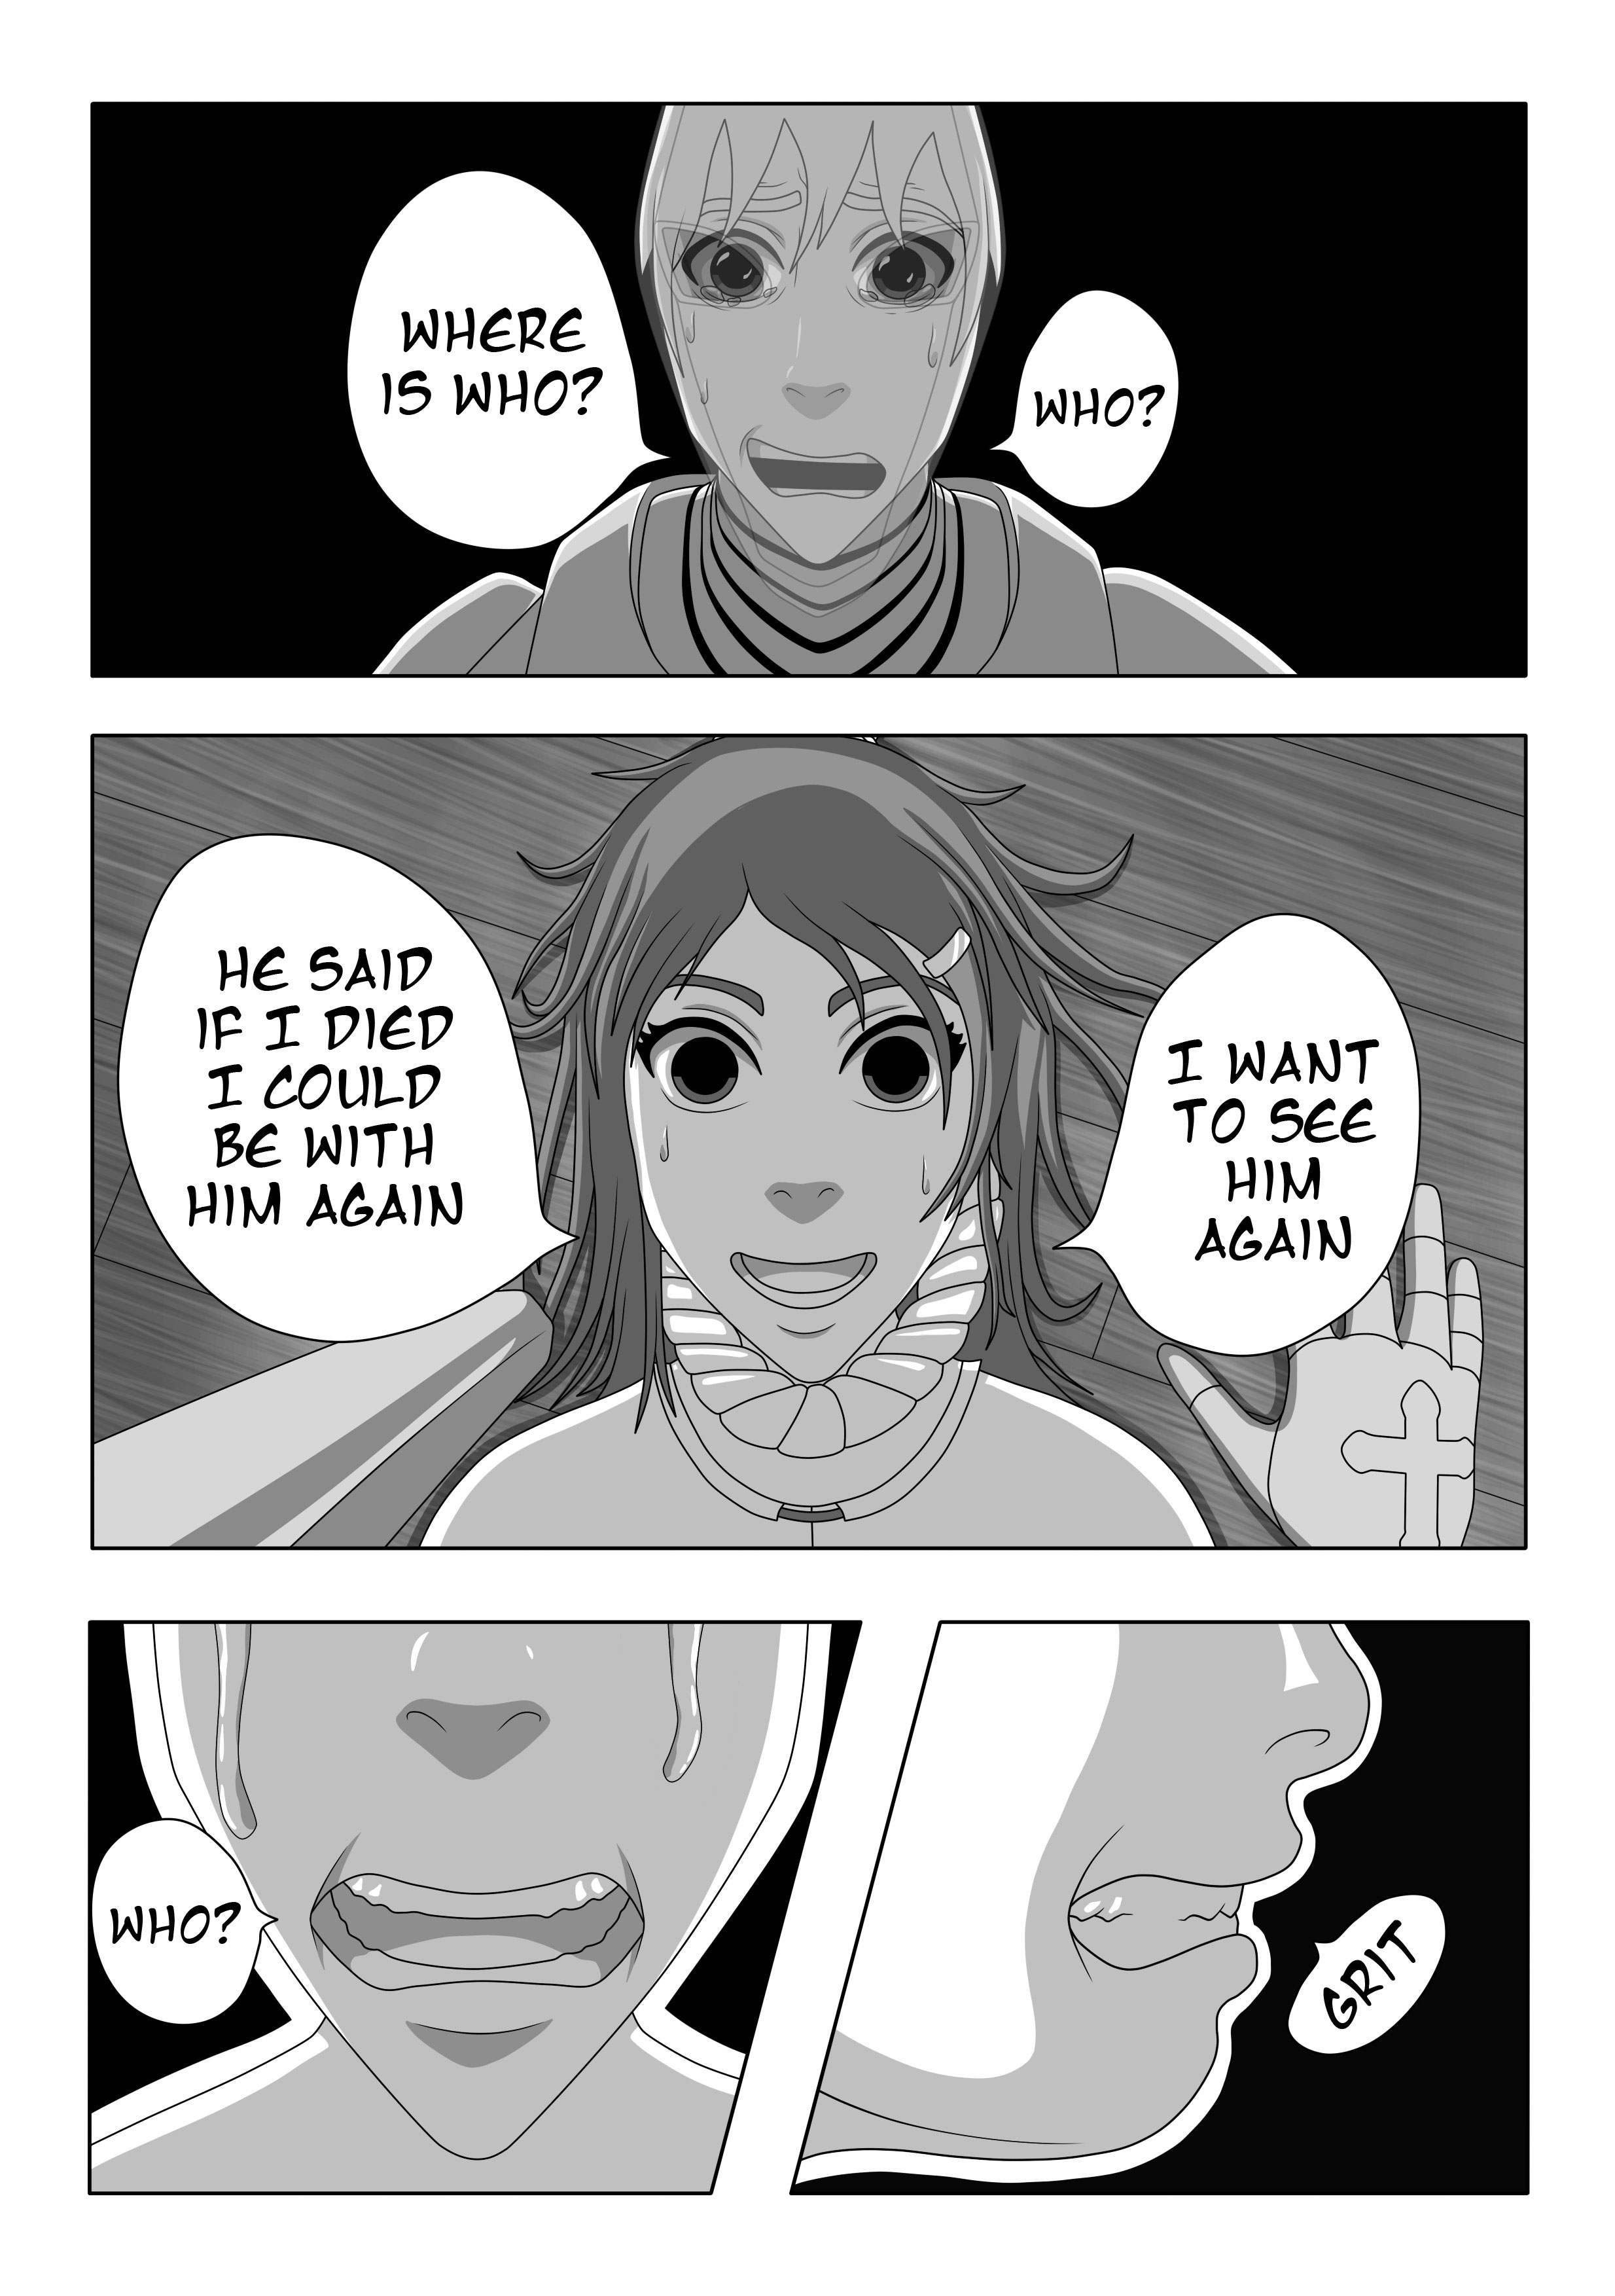 WHERE
IS WHO?
WHO?
HE SAID
IF I DIED
I COULD
BE WITH
HIM AGAIN
I WANT
TO SEE
HIM
AGAIN
WHO?
GRIT